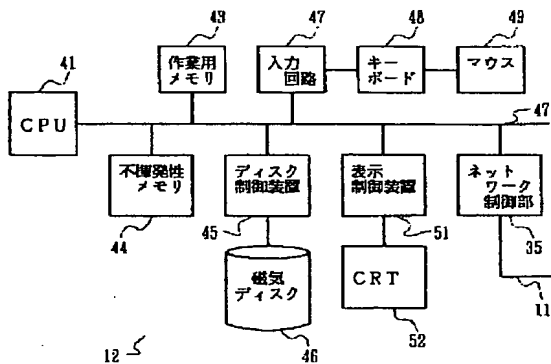 43
47
48
49
41
作業用
メモリ
入力
回路
キー
ボード
マウス
CPU
47
不揮発性
メモリ
ディスク
制御装置
表示
制御装置
ネット
ワーク
制御部
44
45
51
35
磁気
ディスク
CRT
11
12
46
52